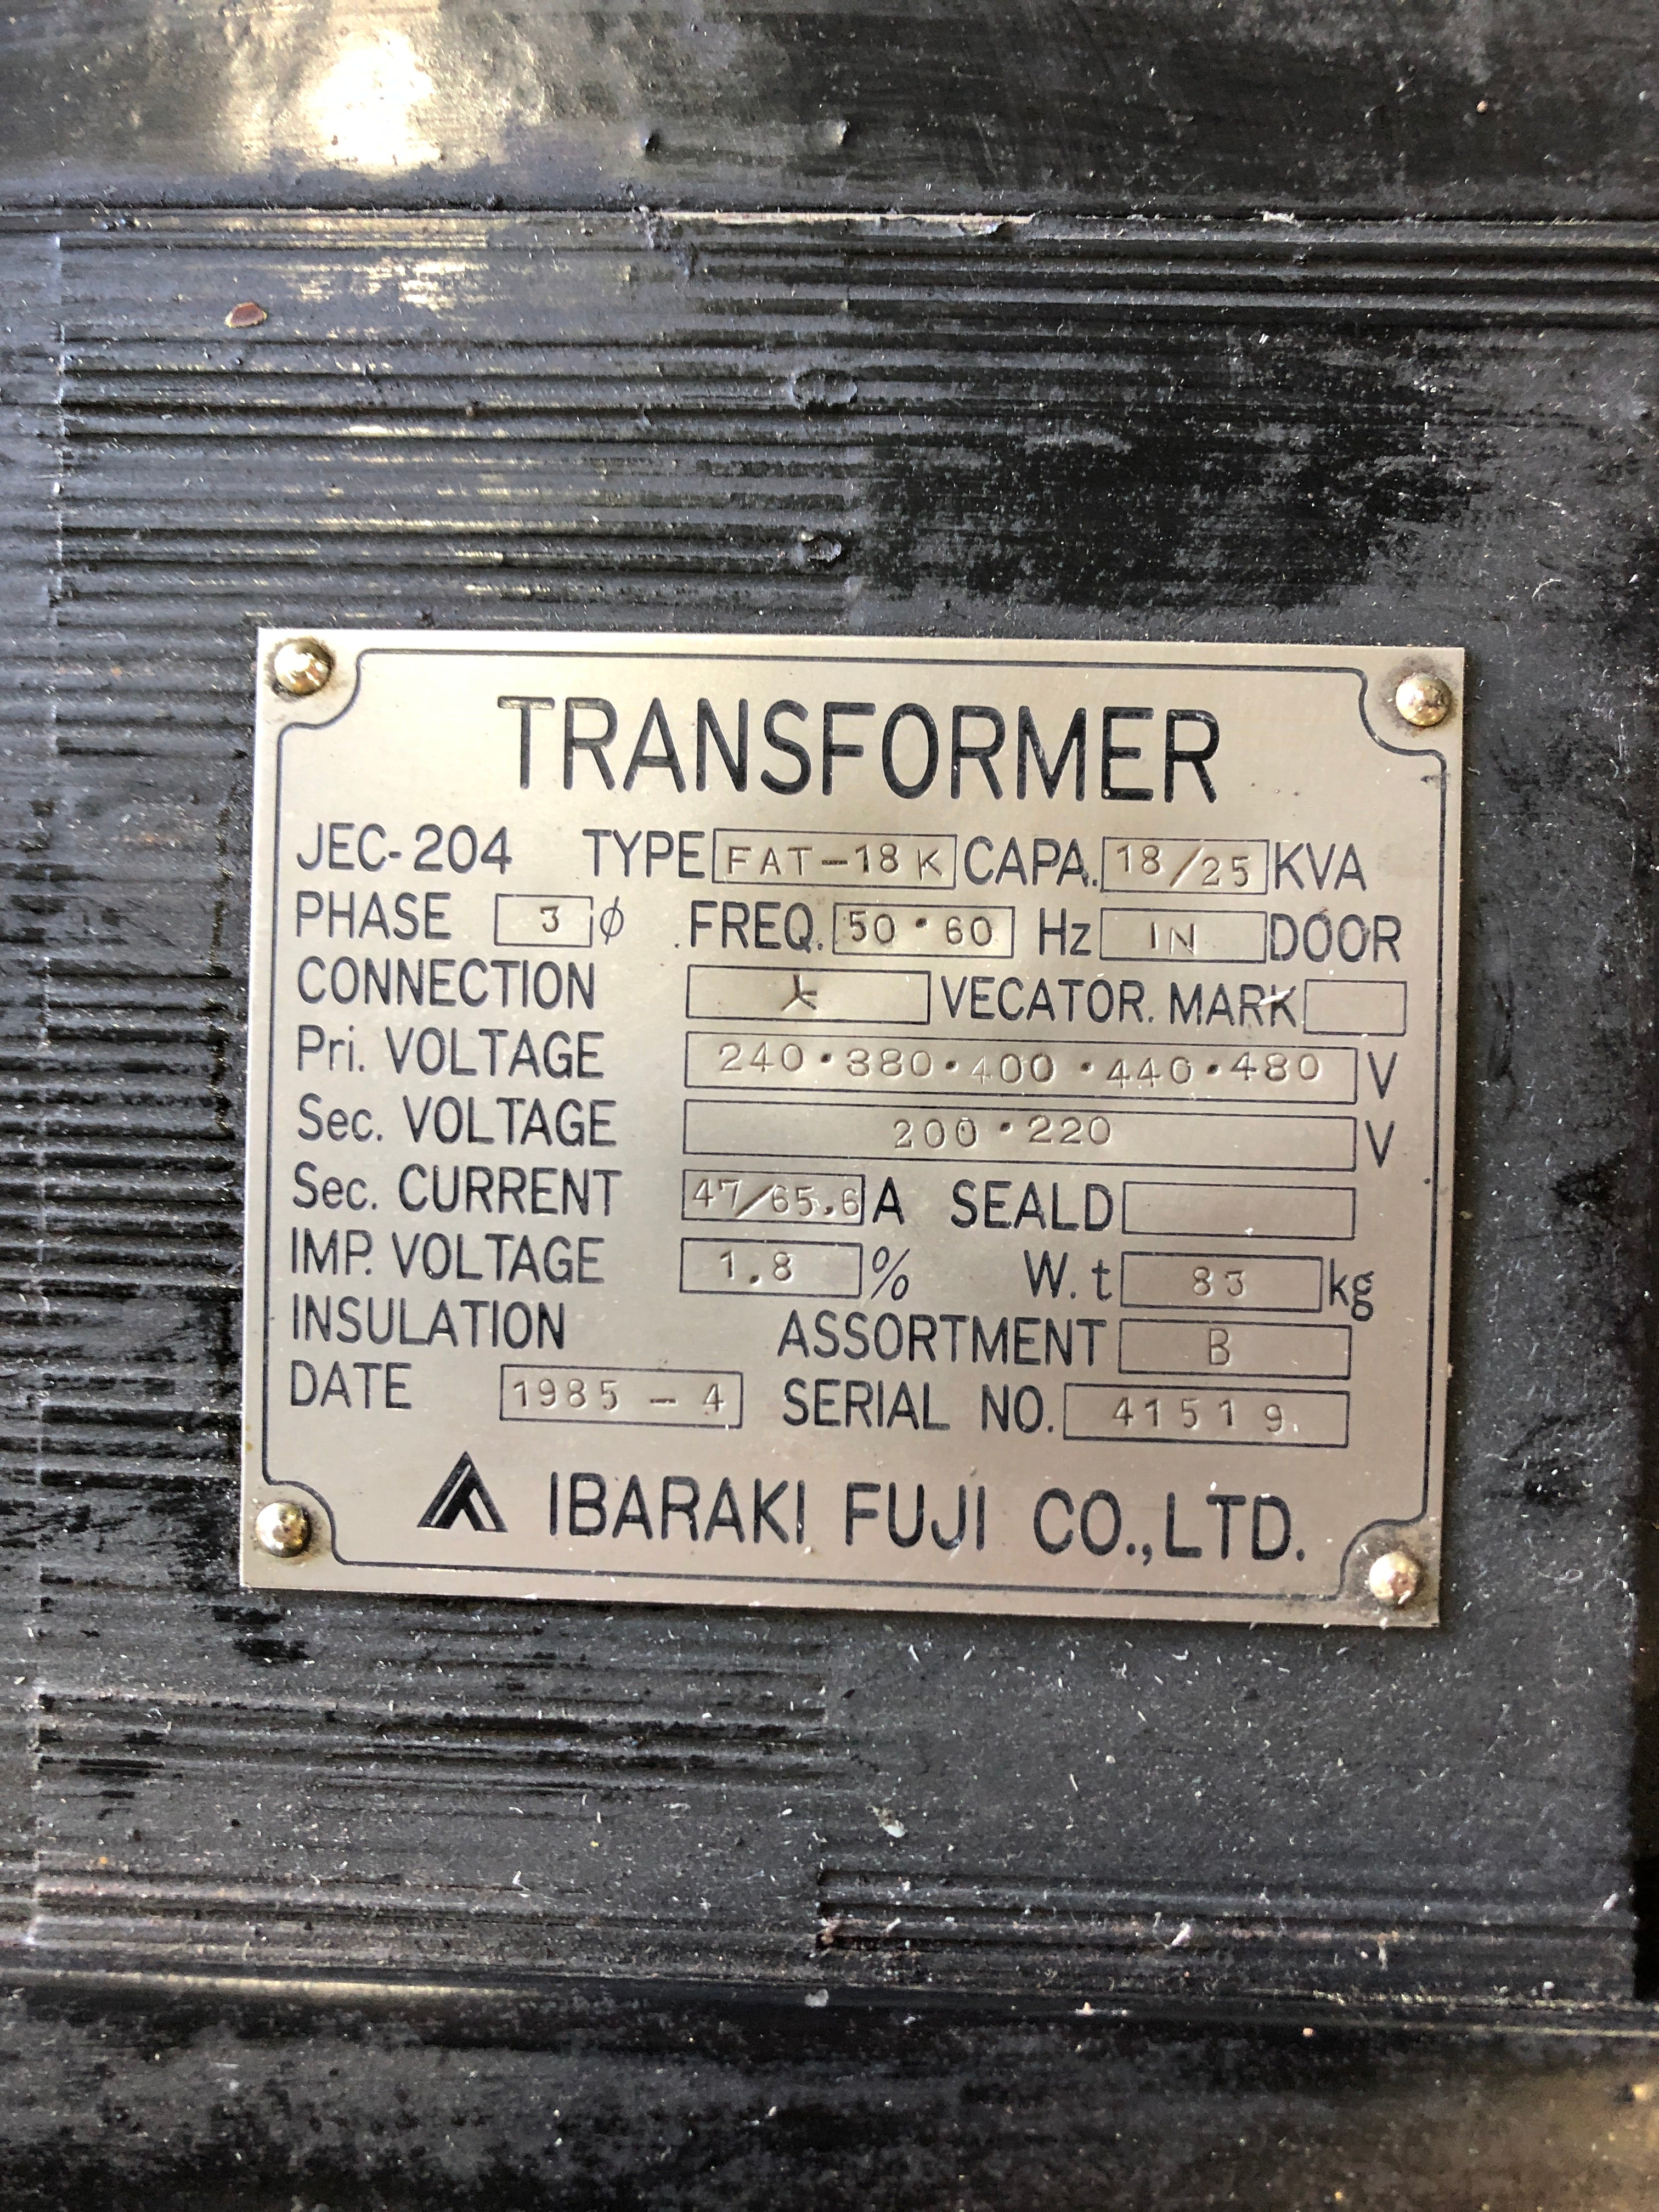 TRANSFORMER
JEC-204 TYPE FAT-18K CAPA. 18/25 KVA
PHASE 3 ø FREQ. 50・60 Hz IN DOOR
CONNECTION VECATOR. MARK
Pri. VOLTAGE 240・380・400・440・480 V
Sec. VOLTAGE 200・220 V
Sec. CURRENT 47/65.6 A SEALD
IMP. VOLTAGE 1.8 % W.t 83 kg
INSULATION ASSORTMENT B
DATE 1985-4 SERIAL NO. 41519.
IBARAKI FUJI CO.,LTD.